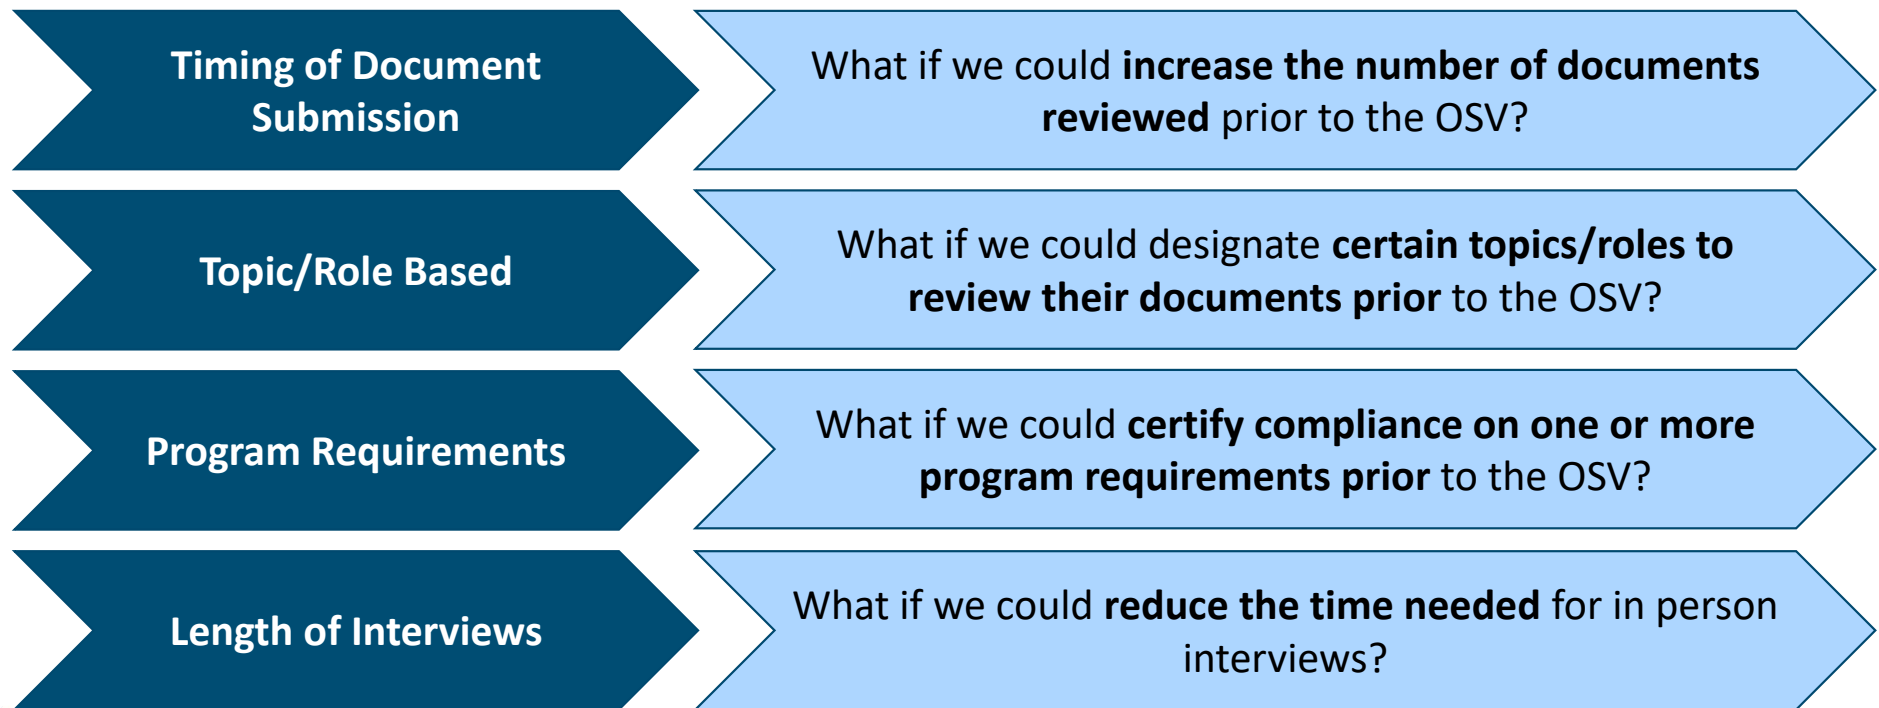 Timing of Document
Submission
What if we could increase the number of documents
reviewed prior to the OSV?
Topic/Role Based
What if we could designate certain topics/roles to
review their documents prior to the OSV?
Program Requirements
What if we could certify compliance on one or more
program requirements prior to the OSV?
Length of Interviews
What if we could reduce the time needed for in person
interviews?